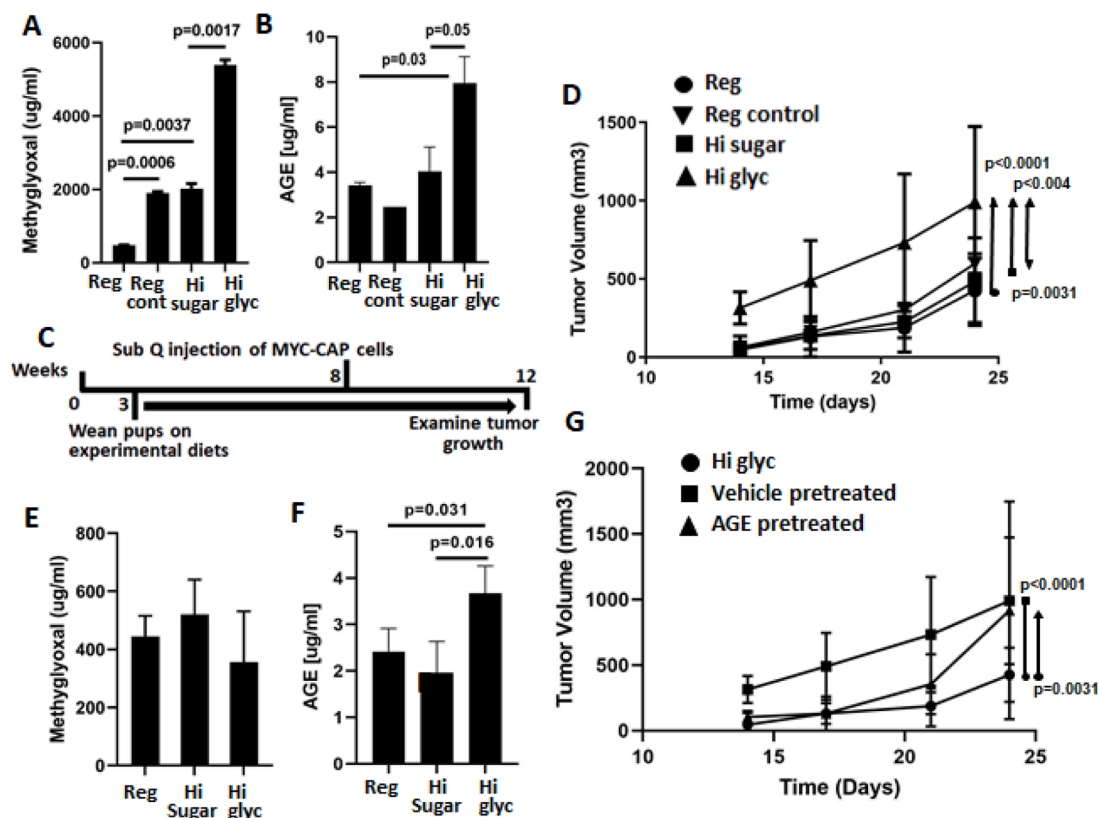 A
Methyglyoxal (ug/ml)
6000
4000
2000
0
p=0.0017
p=0.0037
p=0.0006
Reg
Reg cont
Hi sugar
Hi glyc
B
AGE [ug/ml]
10
8
6
4
2
0
p=0.05
p=0.03
Reg
Reg cont
Hi sugar
Hi glyc
C
Sub Q injection of MYC-CAP cells
Weeks
8
12
0
3
Wean pups on
experimental diets
Examine tumor
growth
D
Reg
Reg control
Hi sugar
Hi glyc
Tumor Volume (mm3)
1500
1000
500
0
10
15
20
25
Time (days)
p<0.0001
p<0.004
p=0.0031
E
Methyglyoxal (ug/ml)
800
600
400
200
0
Reg
Hi Sugar
Hi glyc
F
AGE [ug/ml]
5
4
3
2
1
0
p=0.031
p=0.016
Reg
Hi Sugar
Hi glyc
G
Hi glyc
Vehicle pretreated
AGE pretreated
Tumor Volume (mm3)
2000
1500
1000
500
0
10
15
20
25
Time (Days)
p<0.0001
p=0.0031